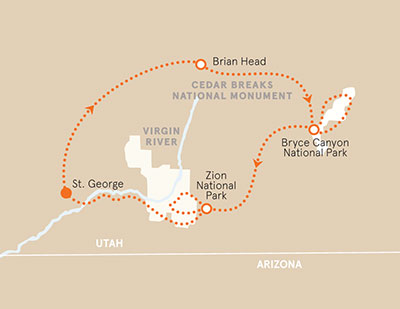 Brian Head
CEDAR BREAKS
NATIONAL MONUMENT
VIRGIN
RIVER
Bryce Canyon
National Park
St. George
Zion
National
Park
UTAH
ARIZONA